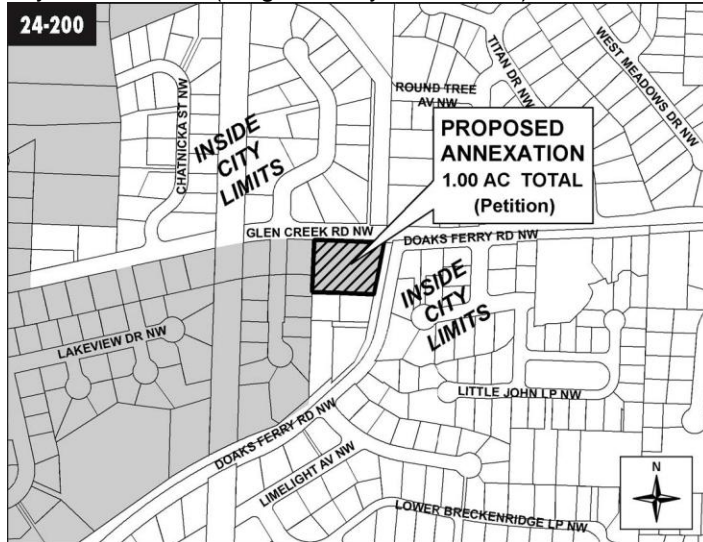 24-200
CHATNICKA ST NW
INSIDE
CITY
LIMITS
ROUND TREE
AV NW
TITAN DR NW
WEST MEADOWS DR NW
PROPOSED
ANNEXATION
1.00 AC TOTAL
(Petition)
GLEN CREEK RD NW
DOAKS FERRY RD NW
INSIDE
CITY
LIMITS
LAKEVIEW DR NW
LITTLE JOHN LP NW
DOAKS FERRY RD NW
LIMELIGHT AV NW
LOWER BRECKENRIDGE LP NW
N